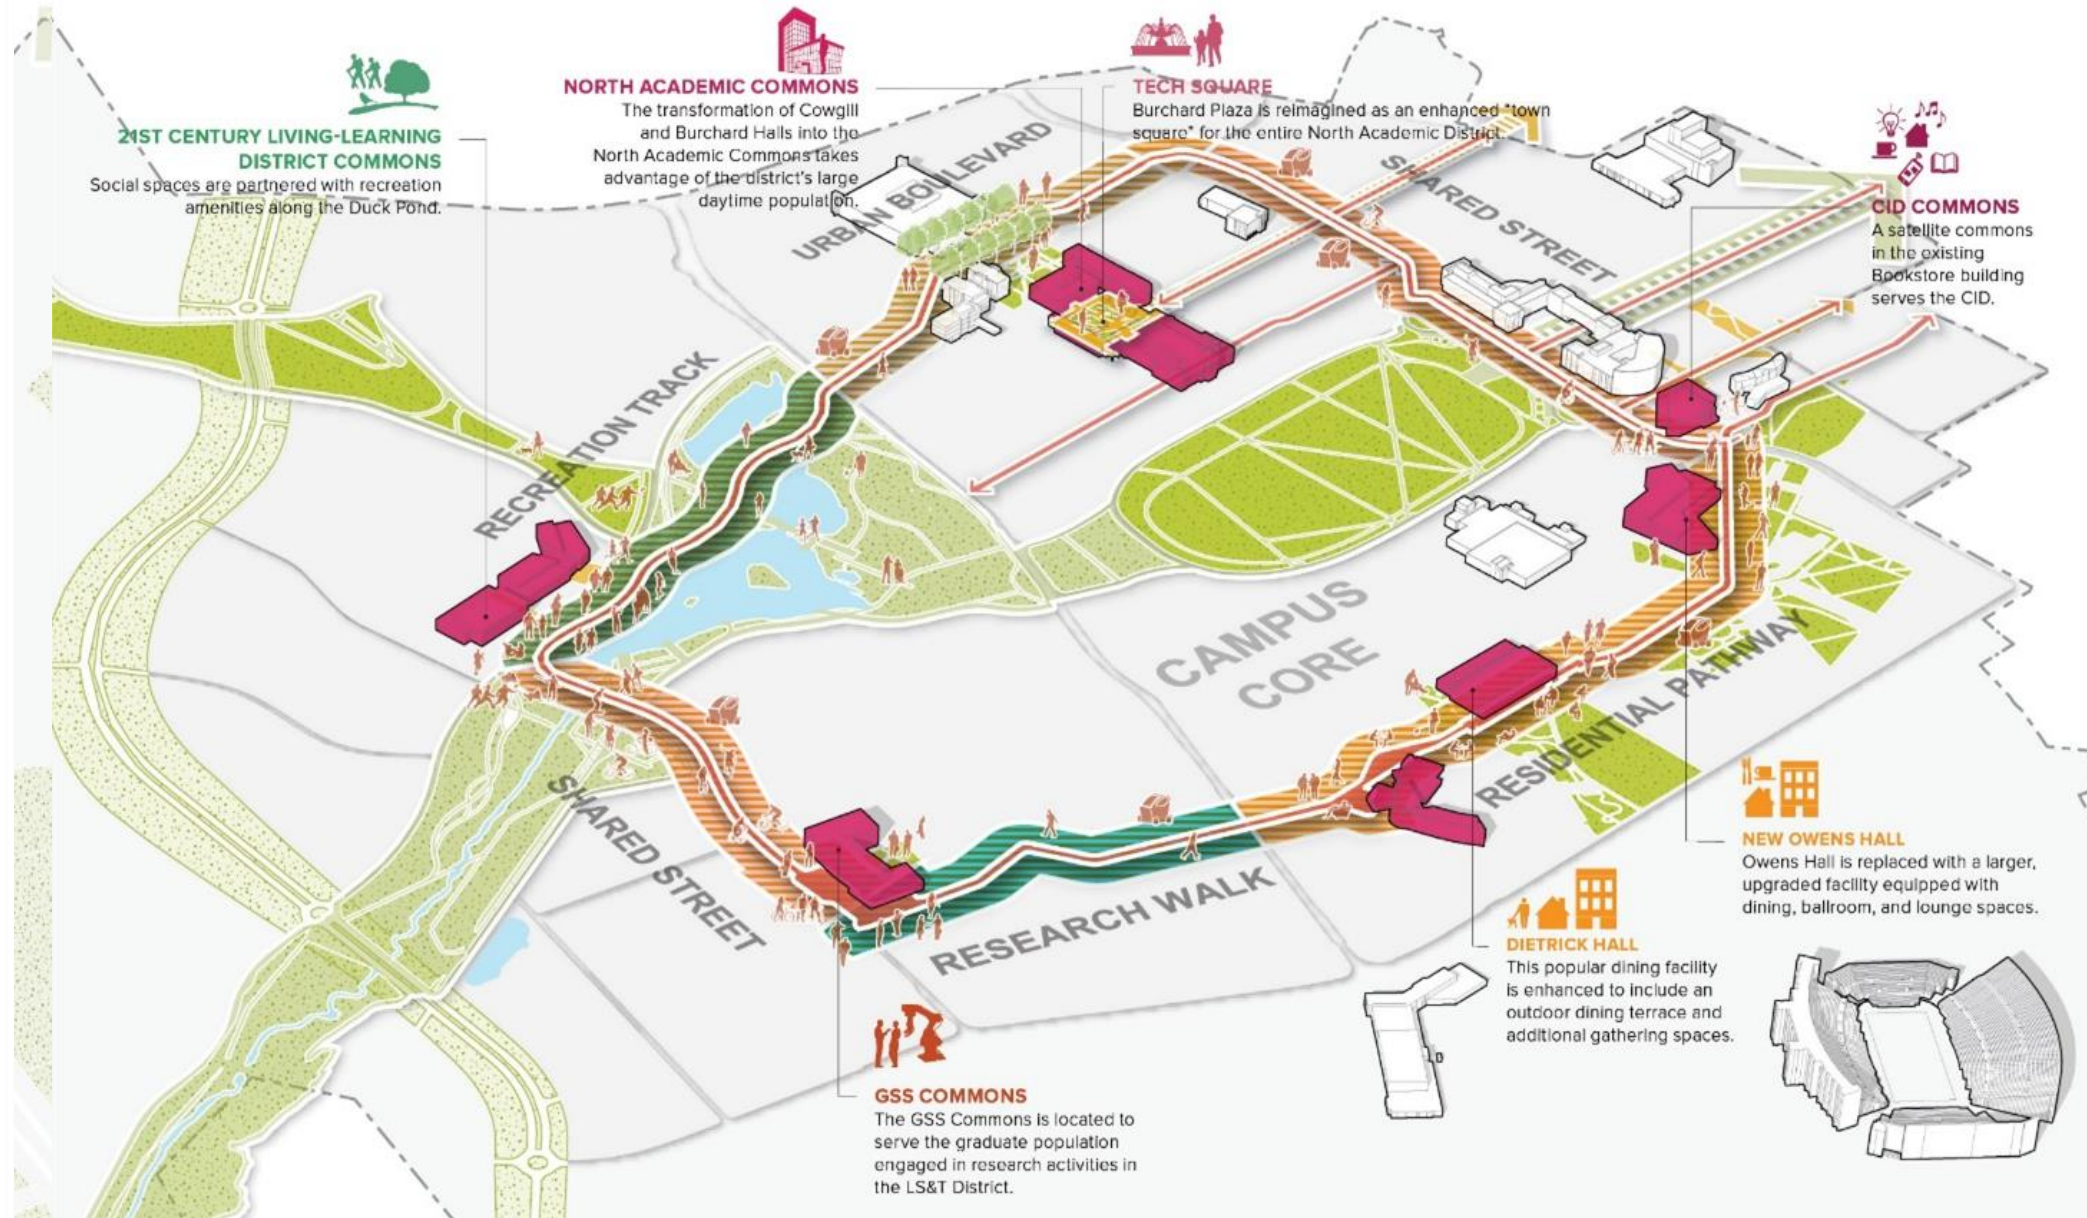 21ST CENTURY LIVING-LEARNING
DISTRICT COMMONS
Social spaces are partnered with recreation
amenities along the Duck Pond.
NORTH ACADEMIC COMMONS
The transformation of Cowgill
and Burchard Halls into the
North Academic Commons takes
advantage of the district's large
daytime population.
TECH SQUARE
Burchard Plaza is reimagined as an enhanced "town
square" for the entire North Academic District.
CID COMMONS
A satellite commons
in the existing
Bookstore building
serves the CID.
URBAN BOULEVARD
SHARED STREET
RECREATION TRACK
CAMPUS
CORE
RESIDENTIAL PATHWAY
SHARED STREET
RESEARCH WALK
NEW OWENS HALL
Owens Hall is replaced with a larger,
upgraded facility equipped with
dining, ballroom, and lounge spaces.
DIETRICK HALL
This popular dining facility
is enhanced to include an
outdoor dining terrace and
additional gathering spaces.
GSS COMMONS
The GSS Commons is located to
serve the graduate population
engaged in research activities in
the LS&T District.